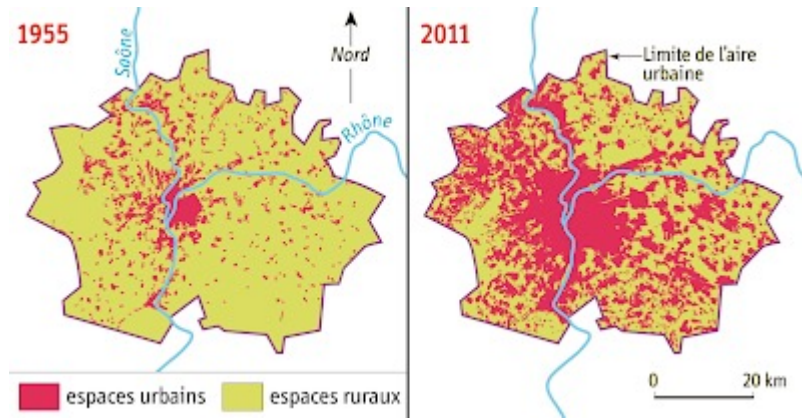 1955
Saône
Nord
Rhône
espaces urbains
espaces ruraux
2011
Limite de l'aire
urbaine
0
20 km